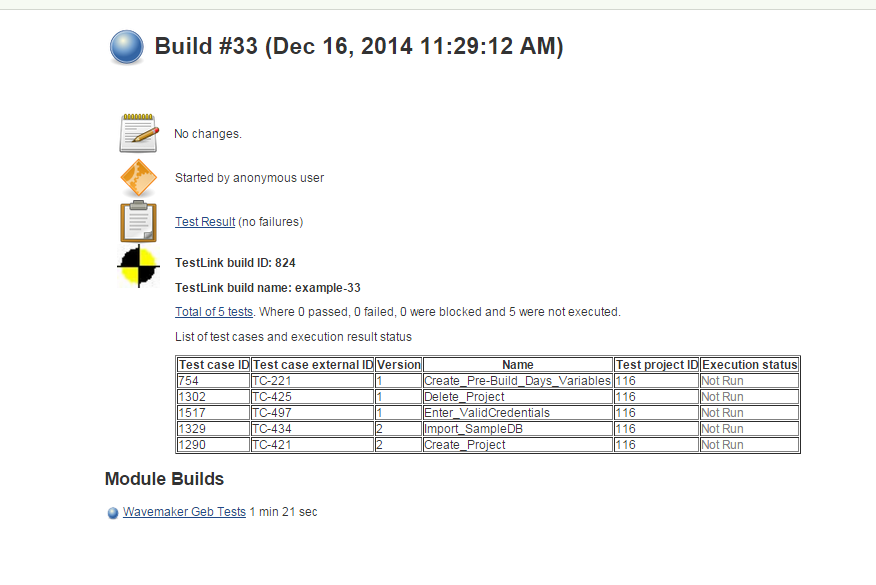 Build #33 (Dec 16, 2014 11:29:12 AM)
No changes.
Started by anonymous user
Test Result (no failures)
TestLink build ID: 824
TestLink build name: example-33
Total of 5 tests. Where 0 passed, 0 failed, 0 were blocked and 5 were not executed.
List of test cases and execution result status
Test case ID Test case external ID Version Name Test project ID Execution status
754 TC-221 1 Create_Pre-Build_Days_Variables 116 Not Run
1302 TC-425 1 Delete_Project 116 Not Run
1517 TC-497 1 Enter_ValidCredentials 116 Not Run
1329 TC-434 2 Import_SampleDB 116 Not Run
1290 TC-421 2 Create_Project 116 Not Run
Module Builds
Wavemaker Geb Tests 1 min 21 sec